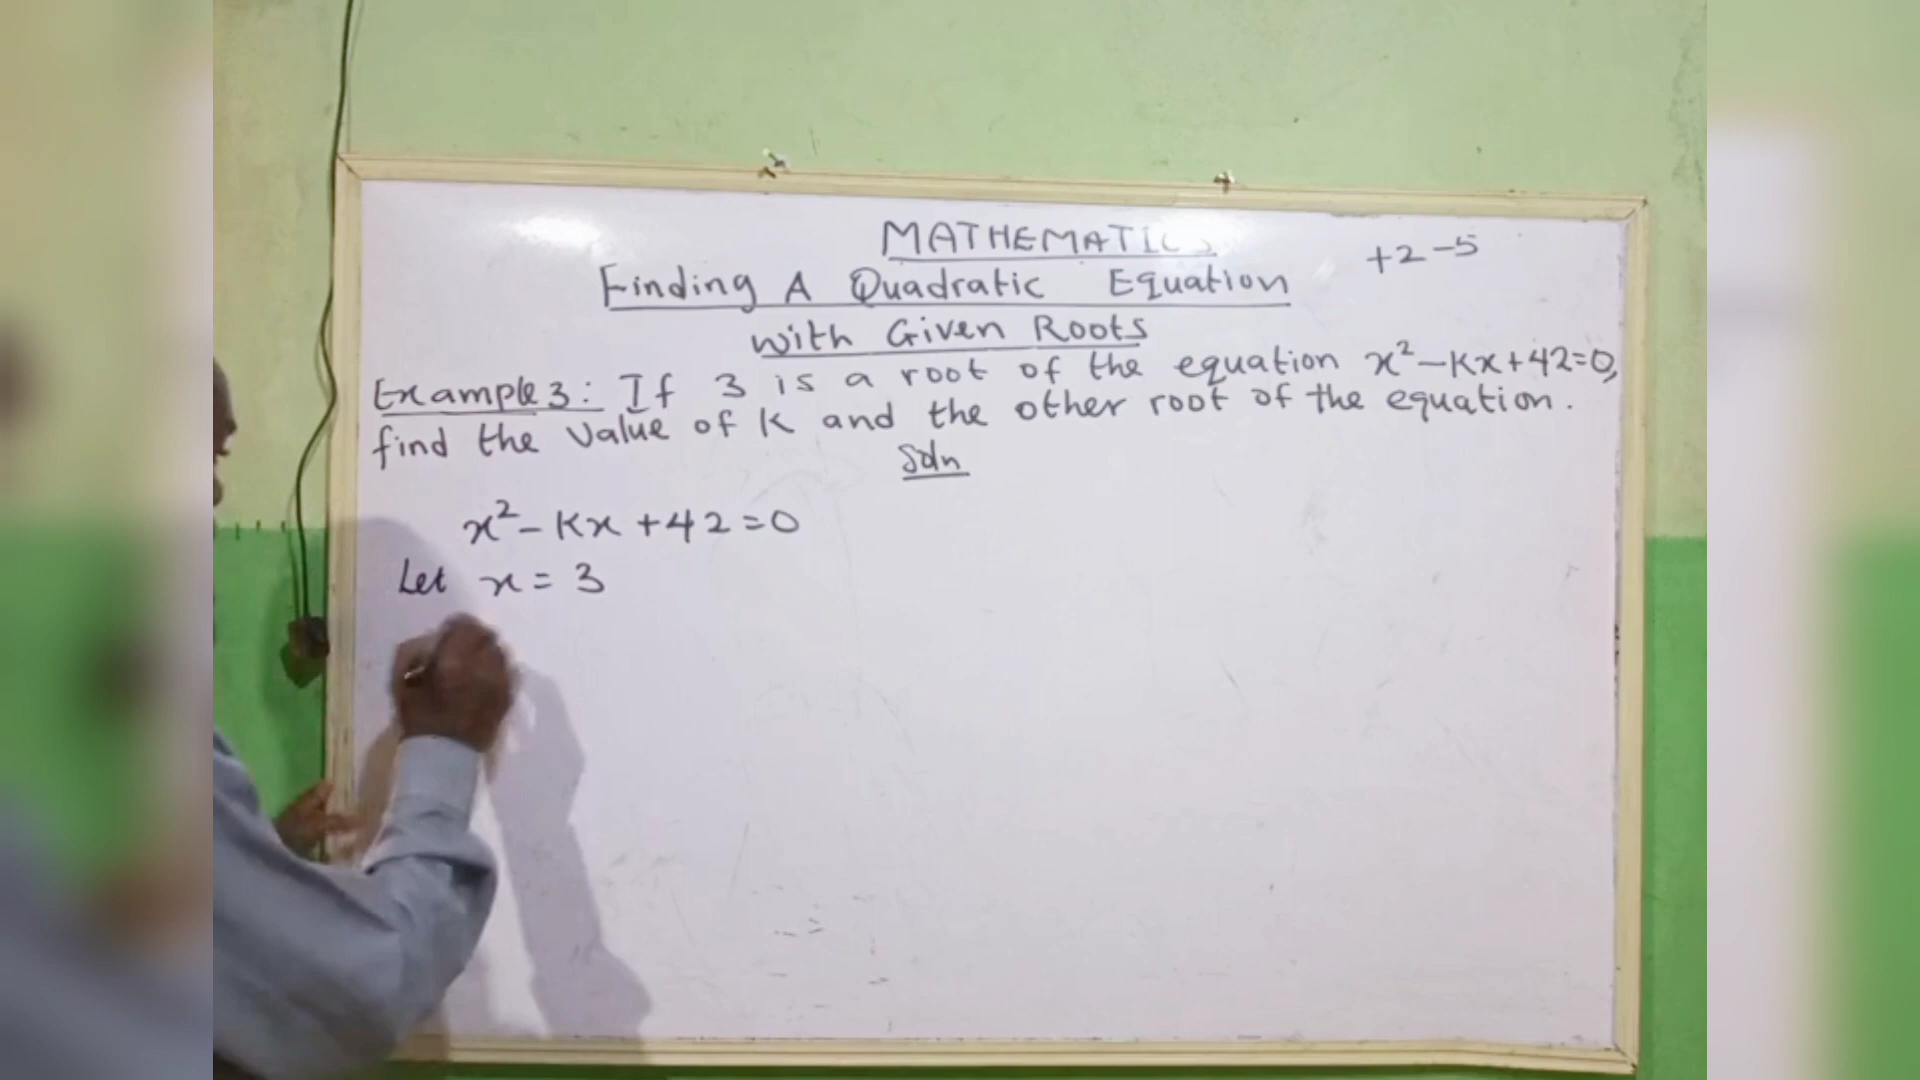 MATHEMATICS
+2 -5
Finding A Quadratic Equation
With Given Roots
Example 3: If 3 is a root of the equation x² - Kx + 42 = 0,
find the value of K and the other root of the equation.
Soln
x² - Kx + 42 = 0
Let x = 3